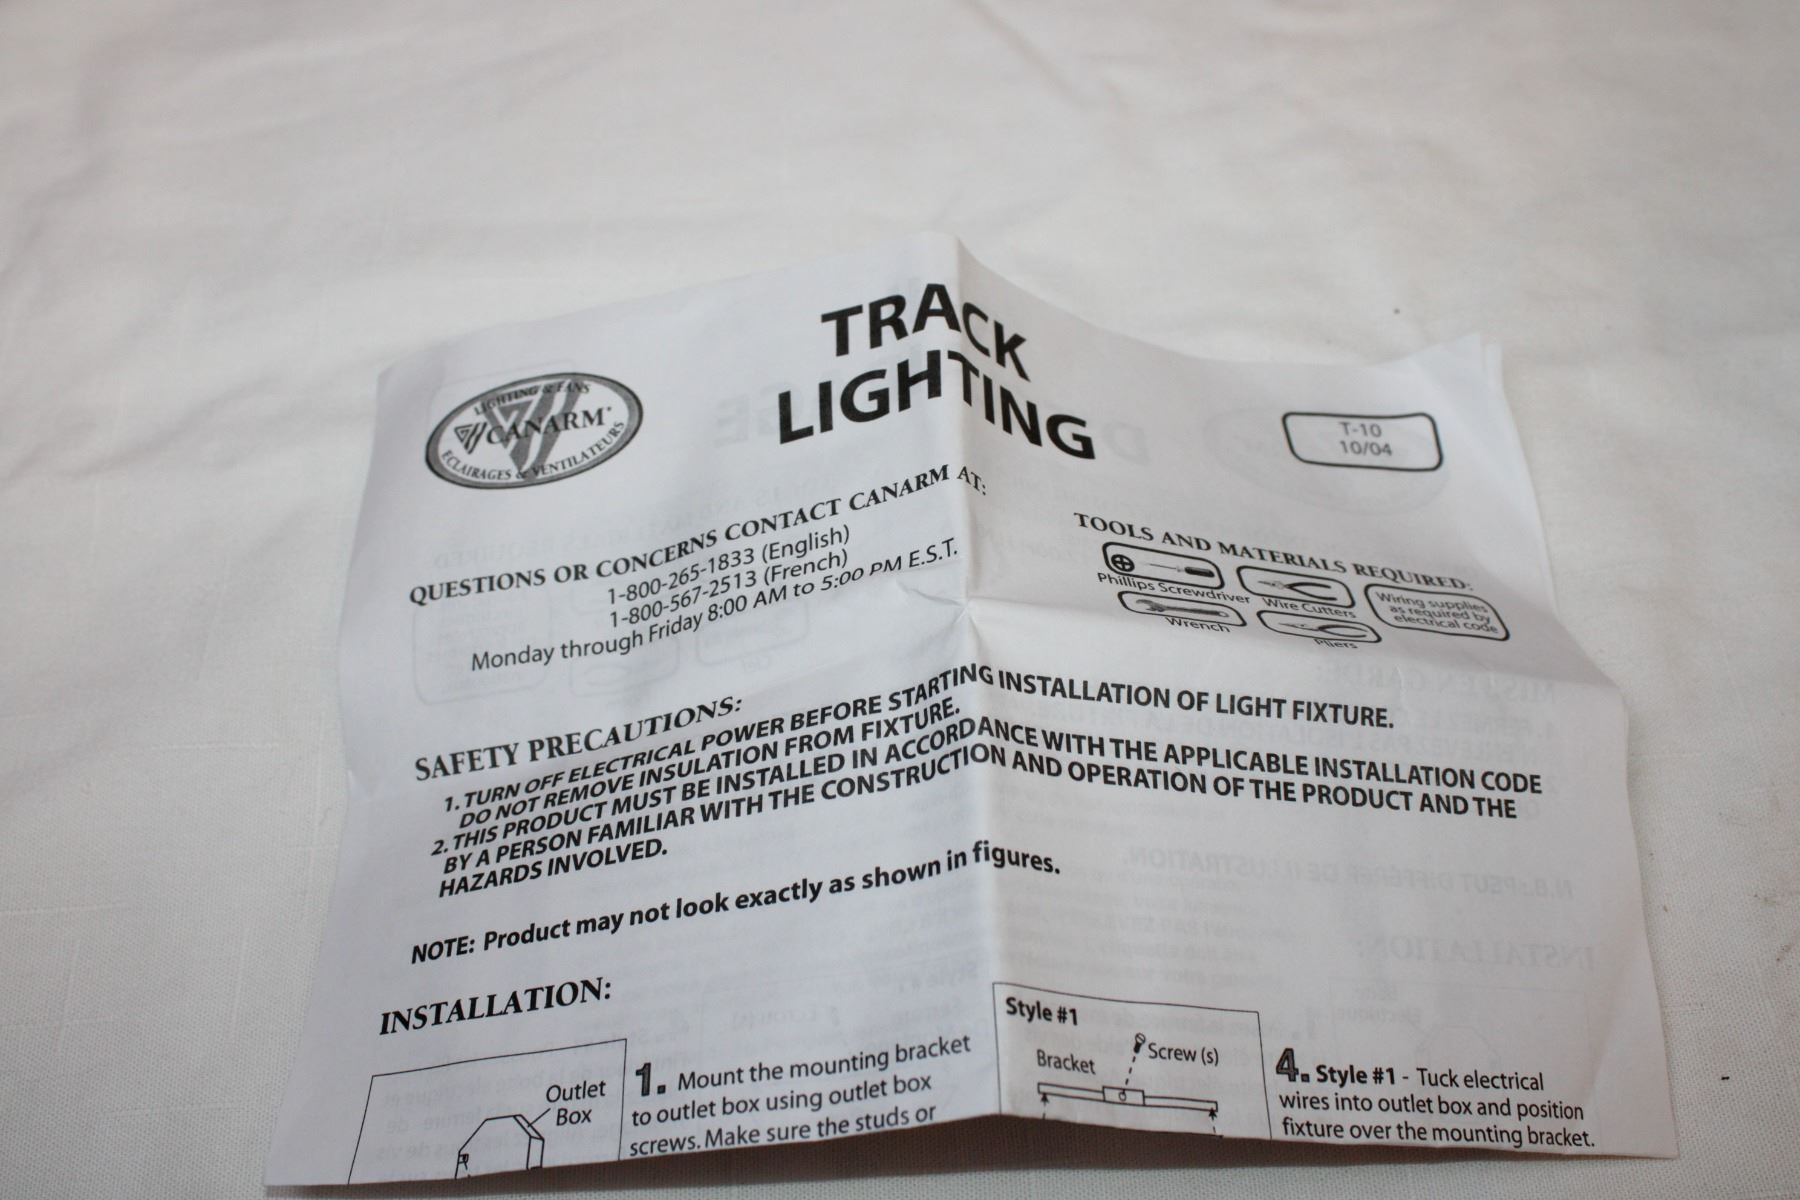 TRACK
LIGHTING
LIGHTING & FANS
CANARM
ECLAIRAGES & VENTILATEURS
T-10
10/04
QUESTIONS OR CONCERNS CONTACT CANARM AT:
1-800-265-1833 (English)
1-800-567-2513 (French)
Monday through Friday 8:00 AM to 5:00 PM E.S.T.
TOOLS AND MATERIALS REQUIRED:
Phillips Screwdriver
Wire Cutters
Wiring supplies
as required by
electrical code
Wrench
Pliers
SAFETY PRECAUTIONS:
1. TURN OFF ELECTRICAL POWER BEFORE STARTING INSTALLATION OF LIGHT FIXTURE.
DO NOT REMOVE INSULATION FROM FIXTURE.
2. THIS PRODUCT MUST BE INSTALLED IN ACCORDANCE WITH THE APPLICABLE INSTALLATION CODE
BY A PERSON FAMILIAR WITH THE CONSTRUCTION AND OPERATION OF THE PRODUCT AND THE
HAZARDS INVOLVED.
NOTE: Product may not look exactly as shown in figures.
INSTALLATION:
Outlet
Box
1. Mount the mounting bracket
to outlet box using outlet box
screws. Make sure the studs or
Style #1
Bracket
Screw (s)
4. Style #1 - Tuck electrical
wires into outlet box and position
fixture over the mounting bracket.